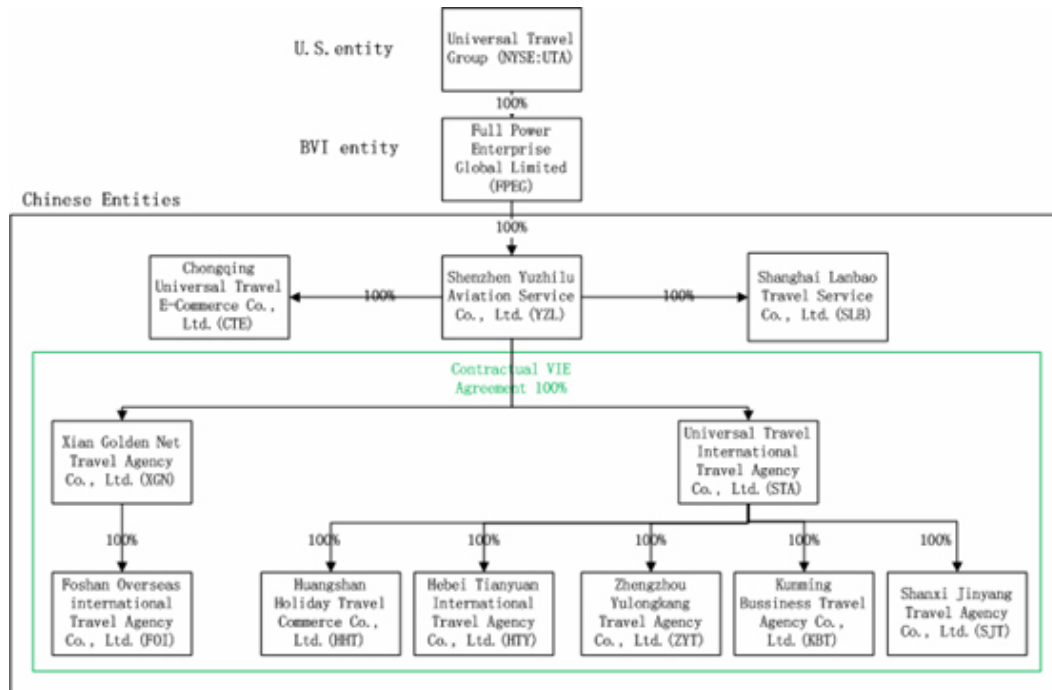 U.S.entity
Universal Travel
Group (NYSE:UTA)
100%
BVI entity
Full Power
Enterprise
Global Limited
(FPEG)
Chinese Entities
100%
Chongqing
Universal Travel
E-Commerce Co.,
Ltd.(CTE)
100%
Shenzhen Yuzhilu
Aviation Service
Co., Ltd.(YZL)
100%
Shanghai Lanbao
Travel Service
Co., Ltd.(SLB)
Contractual VIE
Agreement 100%
Xian Golden Net
Travel Agency
Co., Ltd.(XGN)
Universal Travel
International
Travel Agency
Co., Ltd.(STA)
100%
100%
100%
100%
100%
100%
Foshan Overseas
international
Travel Agency
Co., Ltd.(FOI)
Huangshan
Holiday Travel
Commerce Co.,
Ltd.(HHT)
Hebei Tianyuan
International
Travel Agency
Co., Ltd.(HTY)
Zhengzhou
Yulongkang
Travel Agency
Co., Ltd.(ZYT)
Kunming
Bussiness Travel
Agency Co.,
Ltd.(KBT)
Shanxi Jinyang
Travel Agency
Co., Ltd.(SJT)